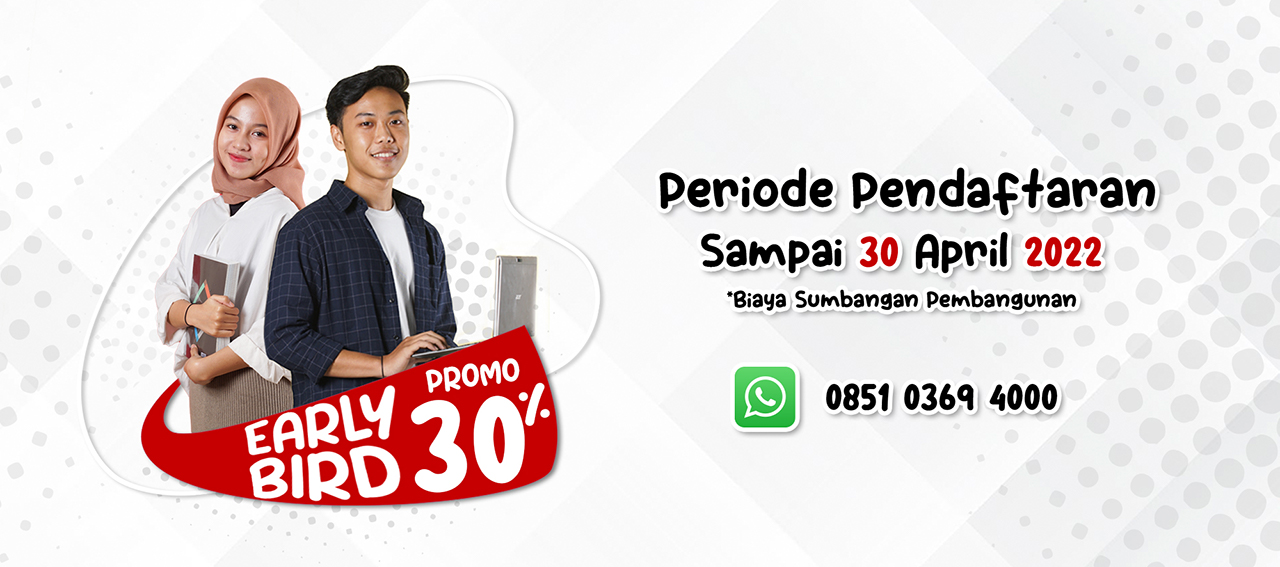 EARLY
BIRD
PROMO
30%
Periode Pendaftaran
Sampai 30 April 2022
*Biaya Sumbangan Pembangunan
0851 0369 4000